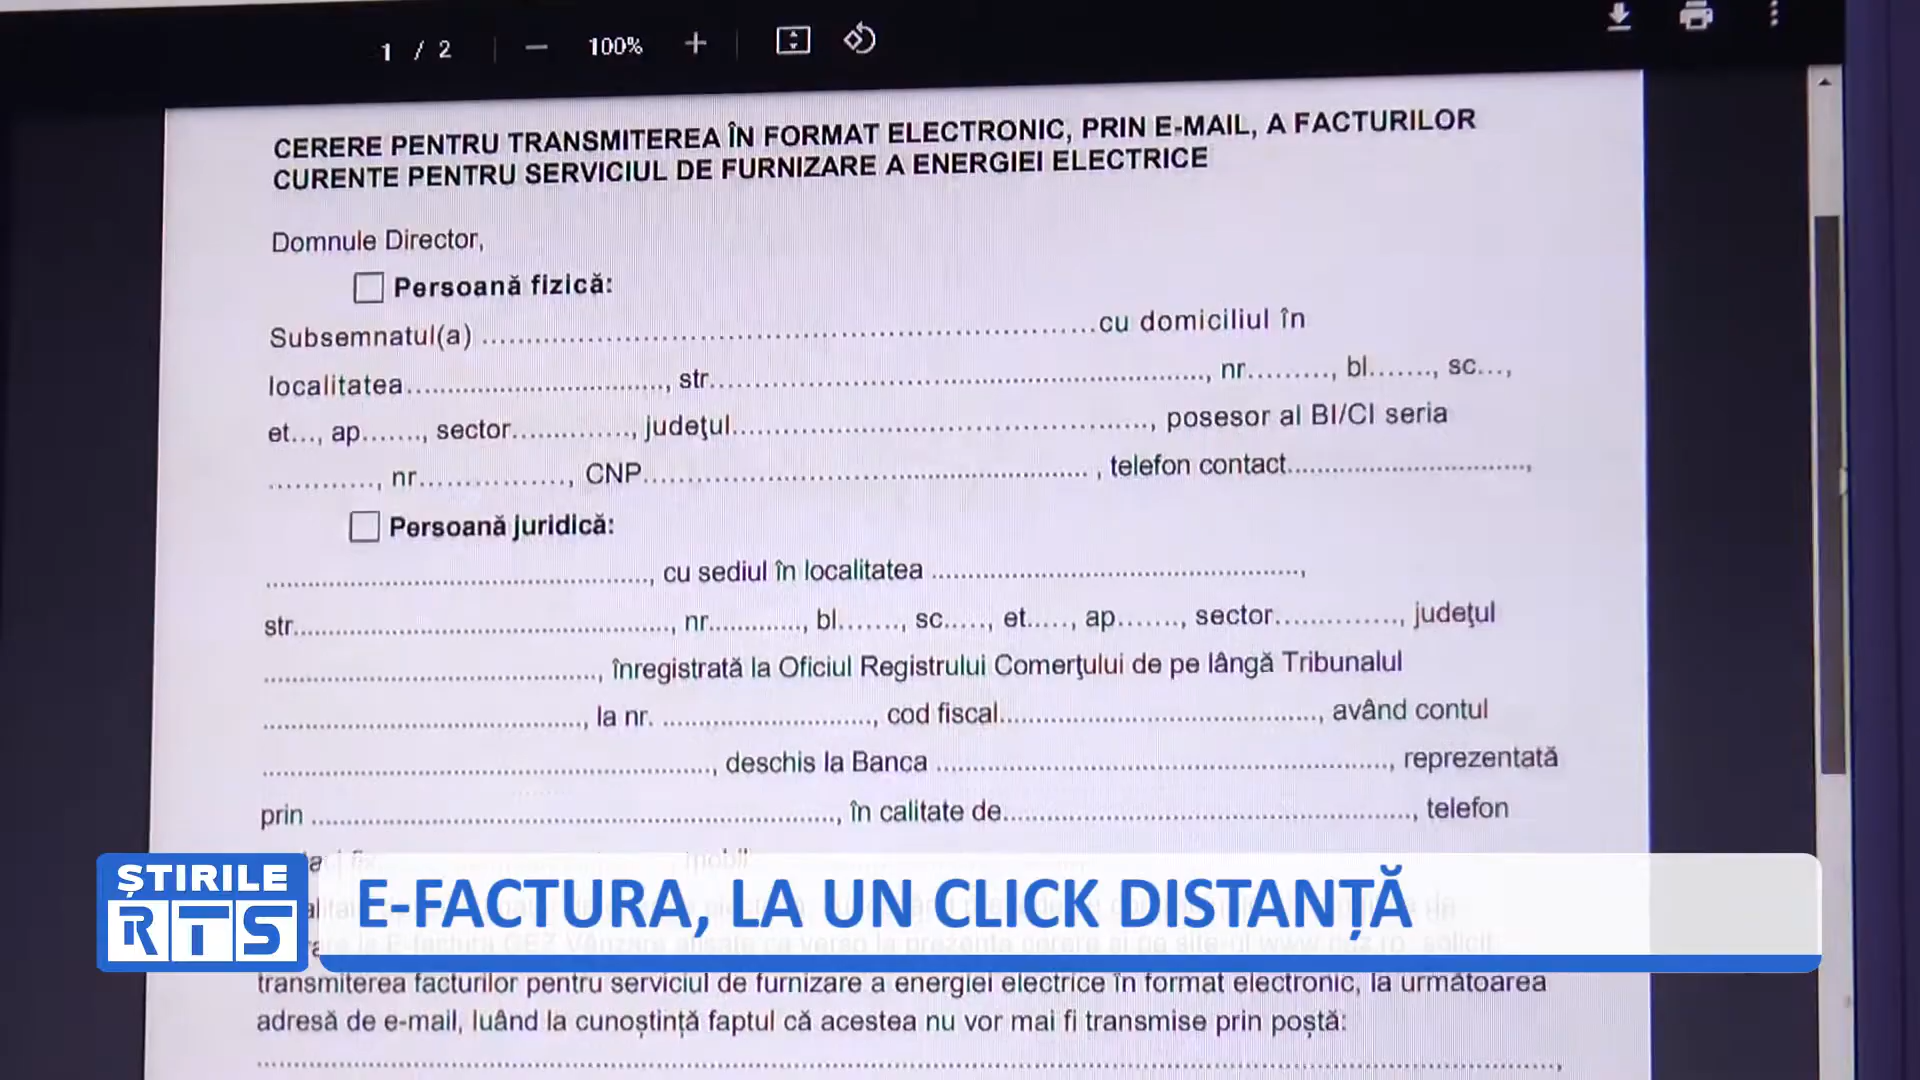 1 / 2 100%
CERERE PENTRU TRANSMITEREA ÎN FORMAT ELECTRONIC, PRIN E-MAIL, A FACTURILOR
CURENTE PENTRU SERVICIUL DE FURNIZARE A ENERGIEI ELECTRICE
Domnule Director,
Persoană fizică:
Subsemnatul(a) ........................................................................cu domiciliul în
localitatea..............................., str............................................................., nr.........., bl......., sc...,
et..., ap......., sector.............., judeţul.................................................., posesor al BI/CI seria
............, nr................., CNP..................................................... , telefon contact.............................,
Persoană juridică:
................................................, cu sediul în localitatea ...............................................,
str................................................, nr............, bl......., sc....., et....., ap......., sector.............., judeţul
.........................................., înregistrată la Oficiul Registrului Comerţului de pe lângă Tribunalul
........................................, la nr. .........................., cod fiscal........................................, având contul
........................................................, deschis la Banca ........................................................, reprezentată
prin ................................................................., în calitate de..................................................., telefon
ȘTIRILE
RTS
E-FACTURA, LA UN CLICK DISTANȚĂ
transmiterea facturilor pentru serviciul de furnizare a energiei electrice în format electronic, la următoarea
adresă de e-mail, luând la cunoștință faptul că acestea nu vor mai fi transmise prin poștă:
..............................................................................................................................................................,